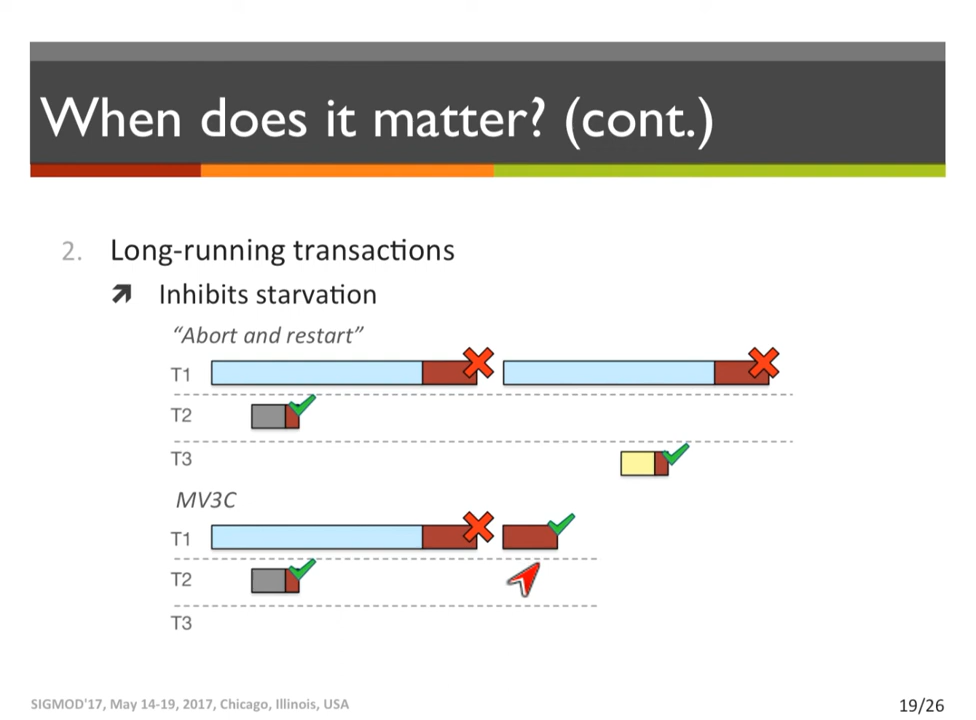 When does it matter? (cont.)
2. Long-running transactions
Inhibits starvation
“Abort and restart”
T1
T2
T3
MV3C
T1
T2
T3
SIGMOD'17, May 14-19, 2017, Chicago, Illinois, USA
19/26